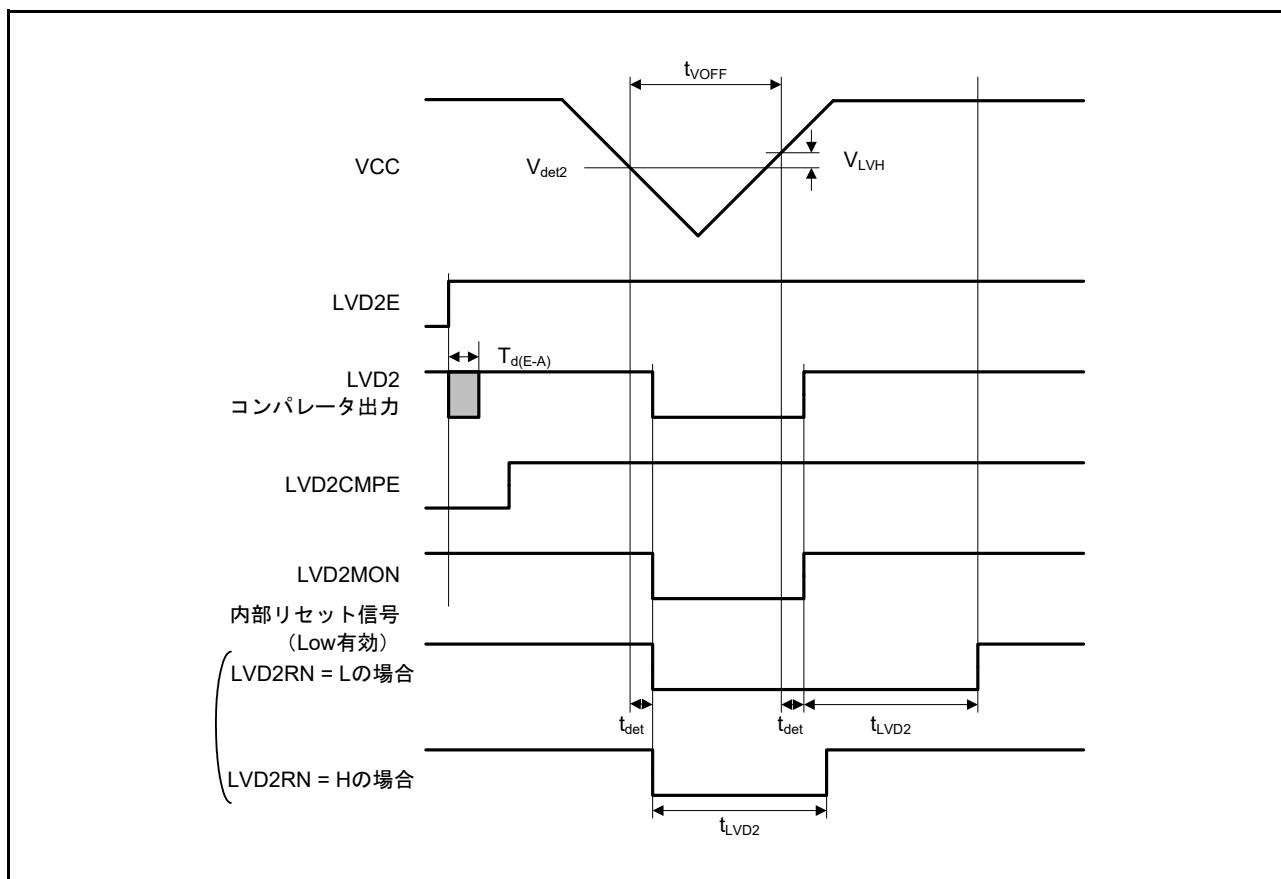 tVOFF
VCC
Vdet2
VLVH
LVD2E
Td(E-A)
LVD2
コンパレータ出力
LVD2CMPE
LVD2MON
内部リセット信号
（Low有効）
LVD2RN = Lの場合
tdet
tdet
tLVD2
LVD2RN = Hの場合
tLVD2